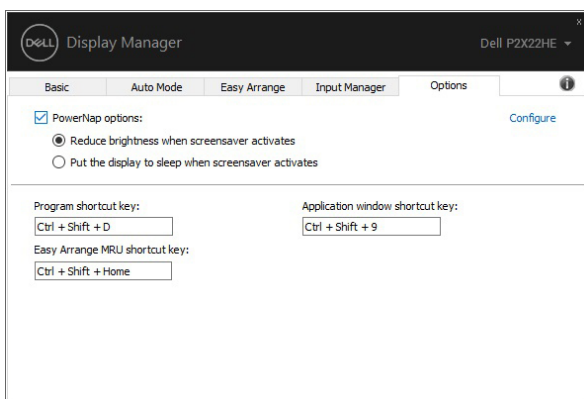 x
DELL Display Manager
Dell P2X22HE
Basic Auto Mode Easy Arrange Input Manager Options
PowerNap options: Configure
Reduce brightness when screensaver activates
Put the display to sleep when screensaver activates
Program shortcut key: Application window shortcut key:
Ctrl + Shift + D Ctrl + Shift + 9
Easy Arrange MRU shortcut key:
Ctrl + Shift + Home